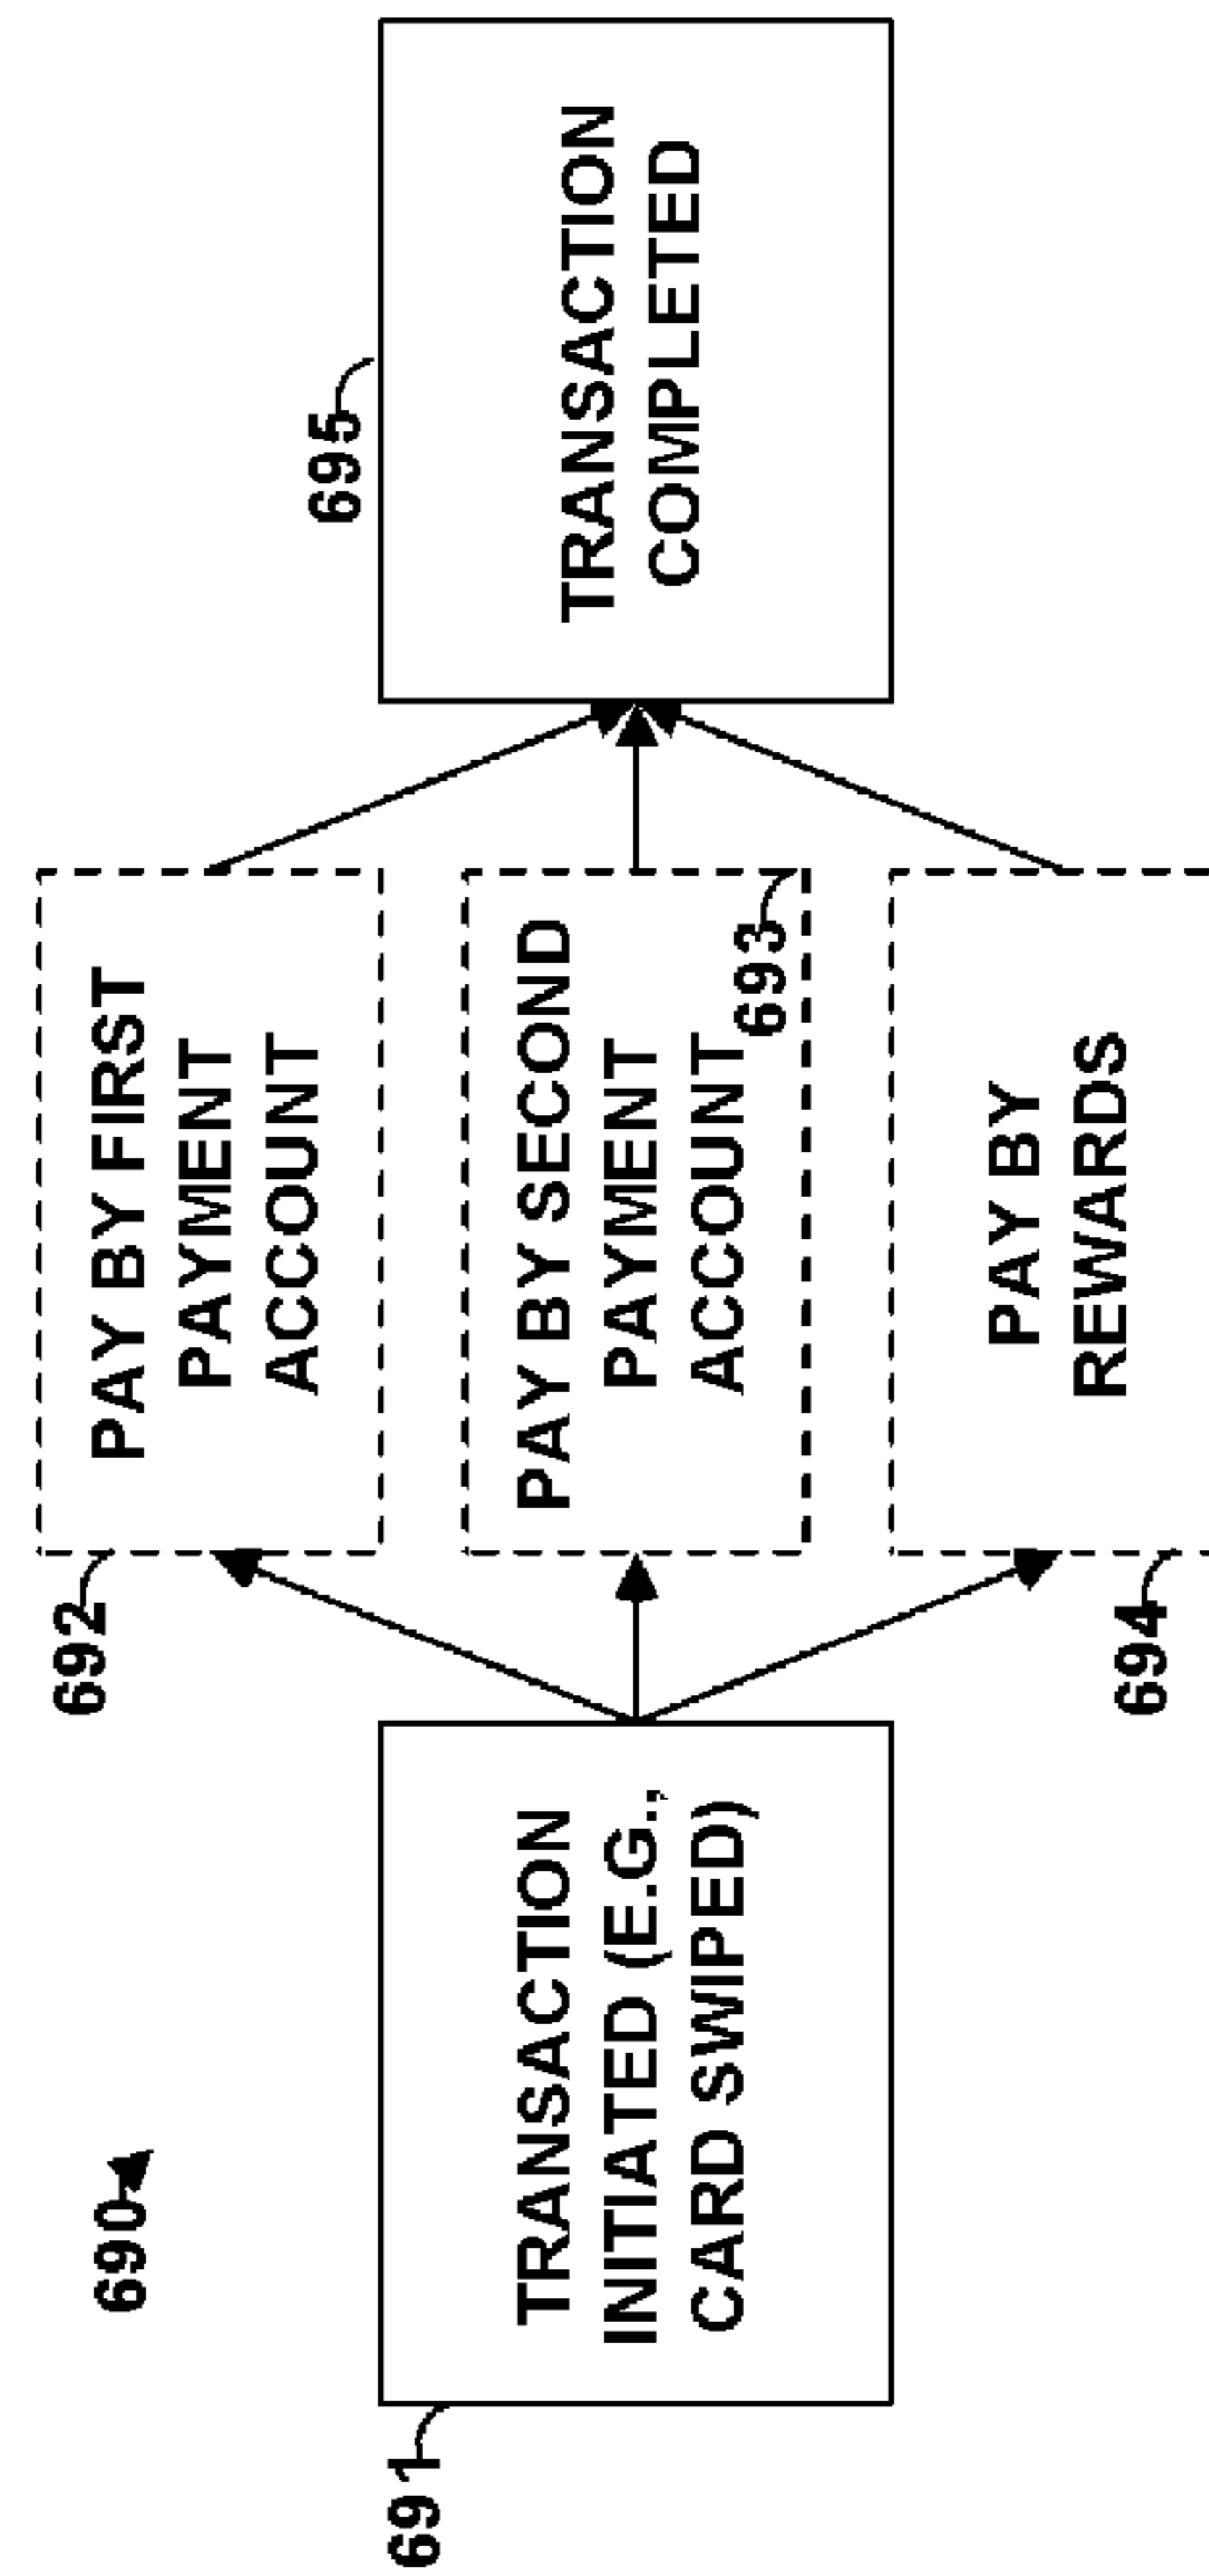 690
691
TRANSACTION
INITIATED (E.G.,
CARD SWIPED)
692
PAY BY FIRST
PAYMENT
ACCOUNT
PAY BY SECOND
PAYMENT
ACCOUNT
693
694
PAY BY
REWARDS
695
TRANSACTION
COMPLETED